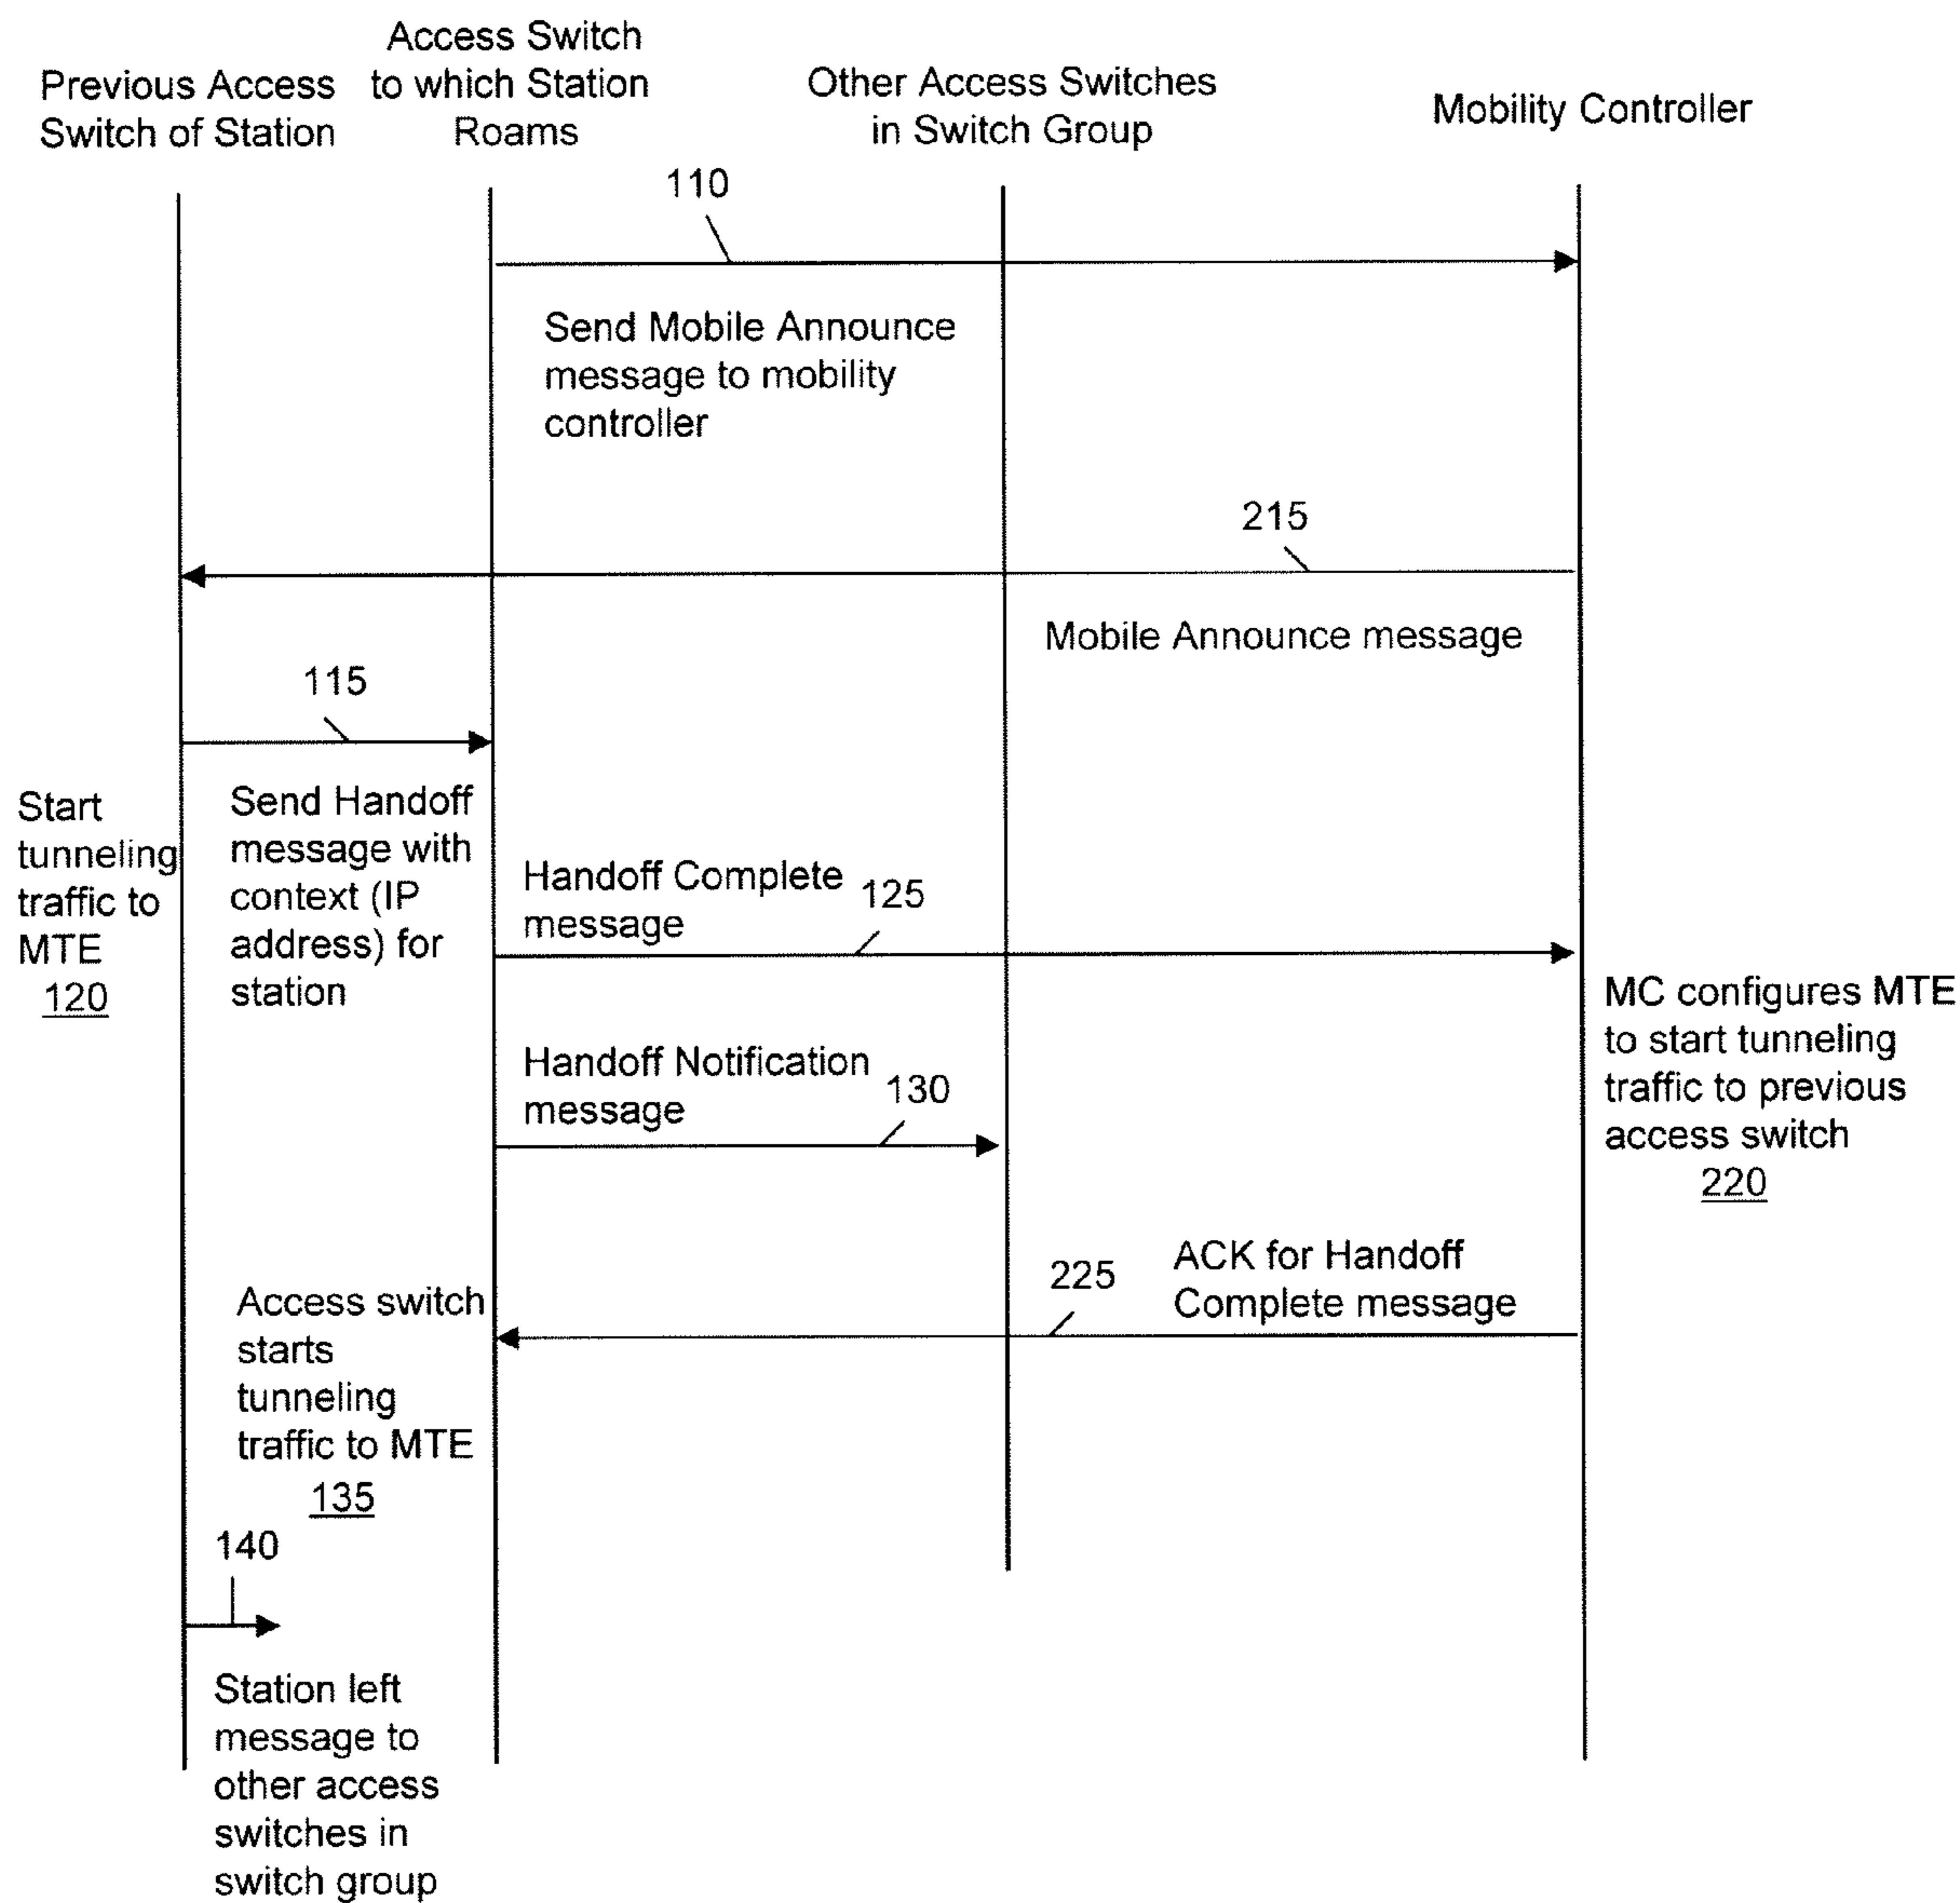 Previous Access
Switch of Station
Access Switch
to which Station
Roams
Other Access Switches
in Switch Group
Mobility Controller
110
Send Mobile Announce
message to mobility
controller
215
Mobile Announce message
115
Start
tunneling
traffic to
MTE
120
Send Handoff
message with
context (IP
address) for
station
Handoff Complete
message
125
MC configures MTE
to start tunneling
traffic to previous
access switch
220
Handoff Notification
message
130
ACK for Handoff
Complete message
225
Access switch
starts
tunneling
traffic to MTE
135
140
Station left
message to
other access
switches in
switch group